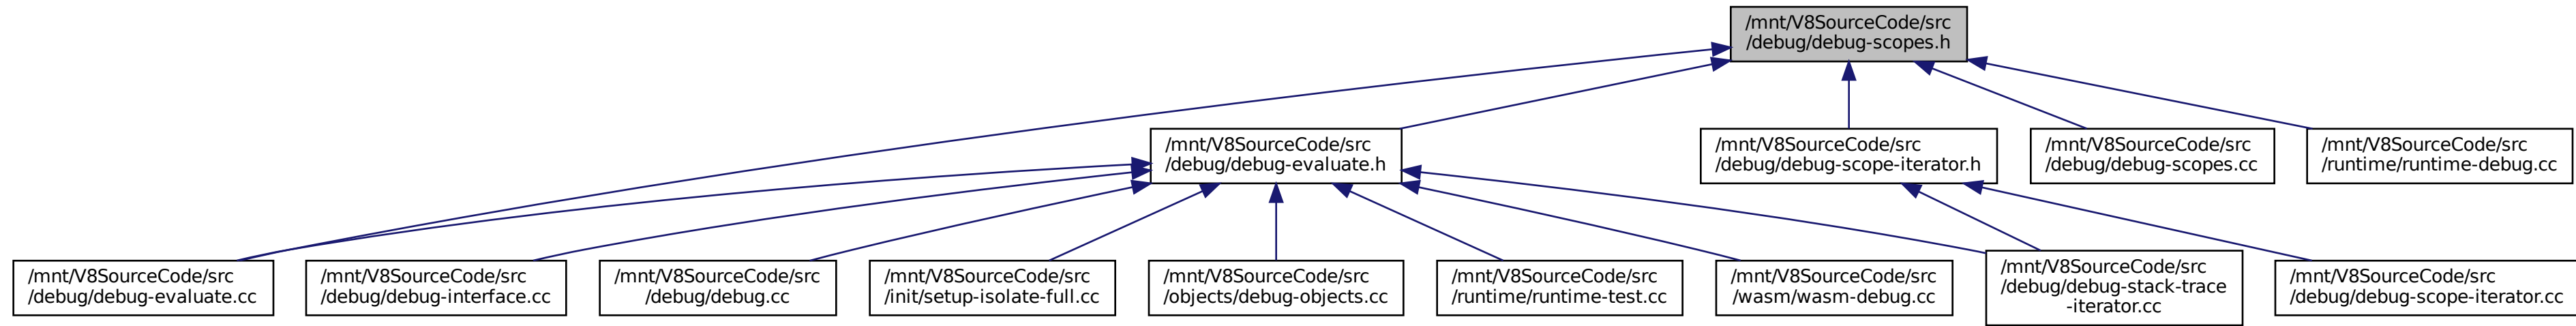 /mnt/V8SourceCode/src
/debug/debug-scopes.h
/mnt/V8SourceCode/src
/debug/debug-evaluate.h
/mnt/V8SourceCode/src
/debug/debug-scope-iterator.h
/mnt/V8SourceCode/src
/debug/debug-scopes.cc
/mnt/V8SourceCode/src
/runtime/runtime-debug.cc
/mnt/V8SourceCode/src
/debug/debug-evaluate.cc
/mnt/V8SourceCode/src
/debug/debug-interface.cc
/mnt/V8SourceCode/src
/debug/debug.cc
/mnt/V8SourceCode/src
/init/setup-isolate-full.cc
/mnt/V8SourceCode/src
/objects/debug-objects.cc
/mnt/V8SourceCode/src
/runtime/runtime-test.cc
/mnt/V8SourceCode/src
/wasm/wasm-debug.cc
/mnt/V8SourceCode/src
/debug/debug-stack-trace
-iterator.cc
/mnt/V8SourceCode/src
/debug/debug-scope-iterator.cc